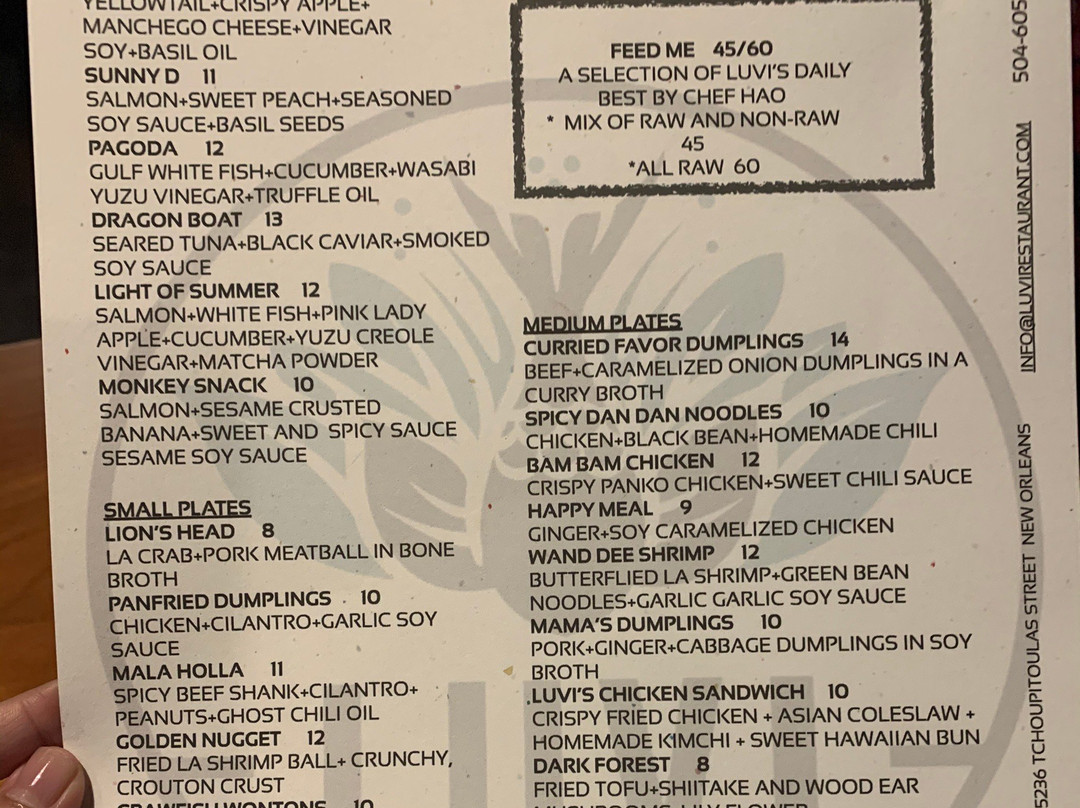 YELLOWTAIL+CRISPY APPLE+
MANCHEGO CHEESE+VINEGAR
SOY+BASIL OIL
SUNNY D 11
SALMON+SWEET PEACH+SEASONED
SOY SAUCE+BASIL SEEDS
PAGODA 12
GULF WHITE FISH+CUCUMBER+WASABI
YUZU VINEGAR+TRUFFLE OIL
DRAGON BOAT 13
SEARED TUNA+BLACK CAVIAR+SMOKED
SOY SAUCE
LIGHT OF SUMMER 12
SALMON+WHITE FISH+PINK LADY
APPLE+CUCUMBER+YUZU CREOLE
VINEGAR+MATCHA POWDER
MONKEY SNACK 10
SALMON+SESAME CRUSTED
BANANA+SWEET AND SPICY SAUCE
SESAME SOY SAUCE
SMALL PLATES
LION'S HEAD 8
LA CRAB+PORK MEATBALL IN BONE
BROTH
PANFRIED DUMPLINGS 10
CHICKEN+CILANTRO+GARLIC SOY
SAUCE
MALA HOLLA 11
SPICY BEEF SHANK+CILANTRO+
PEANUTS+GHOST CHILI OIL
GOLDEN NUGGET 12
FRIED LA SHRIMP BALL+ CRUNCHY,
CROUTON CRUST
CRAWFISH WONTONS 10
FEED ME 45/60
A SELECTION OF LUVI'S DAILY
BEST BY CHEF HAO
* MIX OF RAW AND NON-RAW
45
*ALL RAW 60
MEDIUM PLATES
CURRIED FAVOR DUMPLINGS 14
BEEF+CARAMELIZED ONION DUMPLINGS IN A
CURRY BROTH
SPICY DAN DAN NOODLES 10
CHICKEN+BLACK BEAN+HOMEMADE CHILI
BAM BAM CHICKEN 12
CRISPY PANKO CHICKEN+SWEET CHILI SAUCE
HAPPY MEAL 9
GINGER+SOY CARAMELIZED CHICKEN
WAND DEE SHRIMP 12
BUTTERFLIED LA SHRIMP+GREEN BEAN
NOODLES+GARLIC GARLIC SOY SAUCE
MAMA'S DUMPLINGS 10
PORK+GINGER+CABBAGE DUMPLINGS IN SOY
BROTH
LUVI'S CHICKEN SANDWICH 10
CRISPY FRIED CHICKEN + ASIAN COLESLAW +
HOMEMADE KIMCHI + SWEET HAWAIIAN BUN
DARK FOREST 8
FRIED TOFU+SHIITAKE AND WOOD EAR
MUSHROOMS+LILY FLOWER
5236 TCHOUPITOULAS STREET NEW ORLEANS INFO@LUVIRESTAURANT.COM 504-605